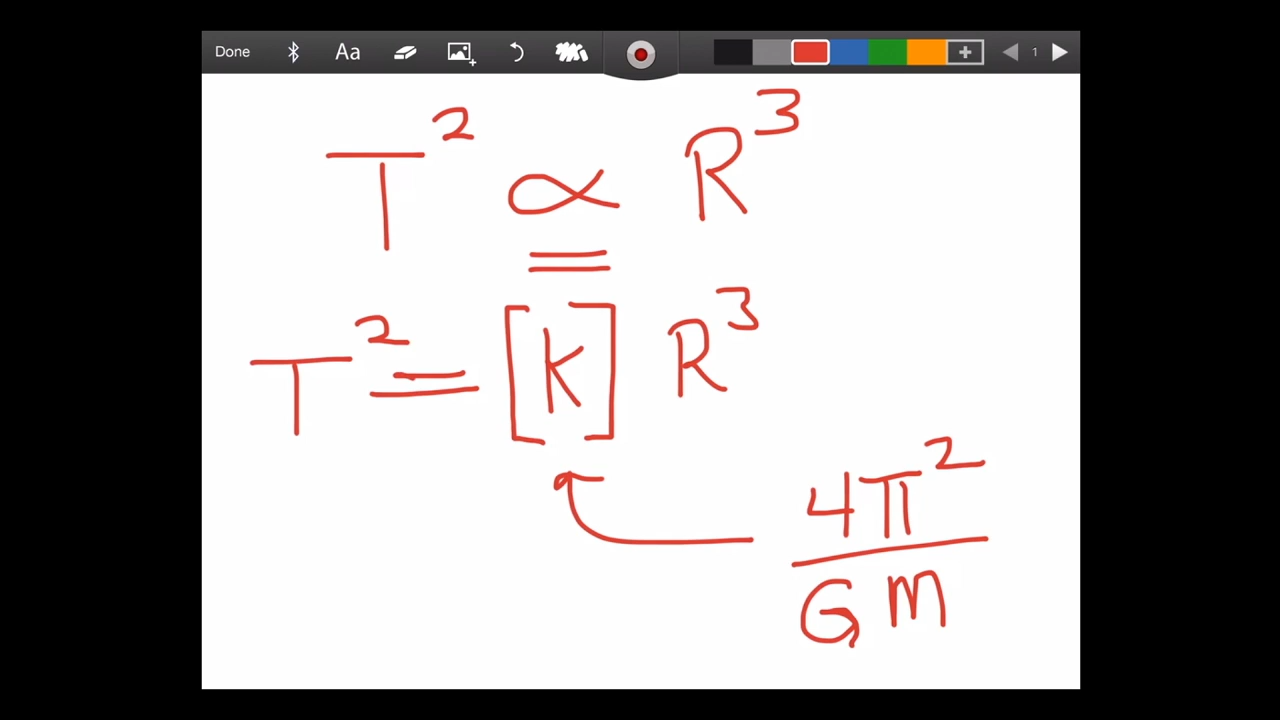 Done Aa 1
T² ∝ R³
T² = [K] R³
4π²
GM